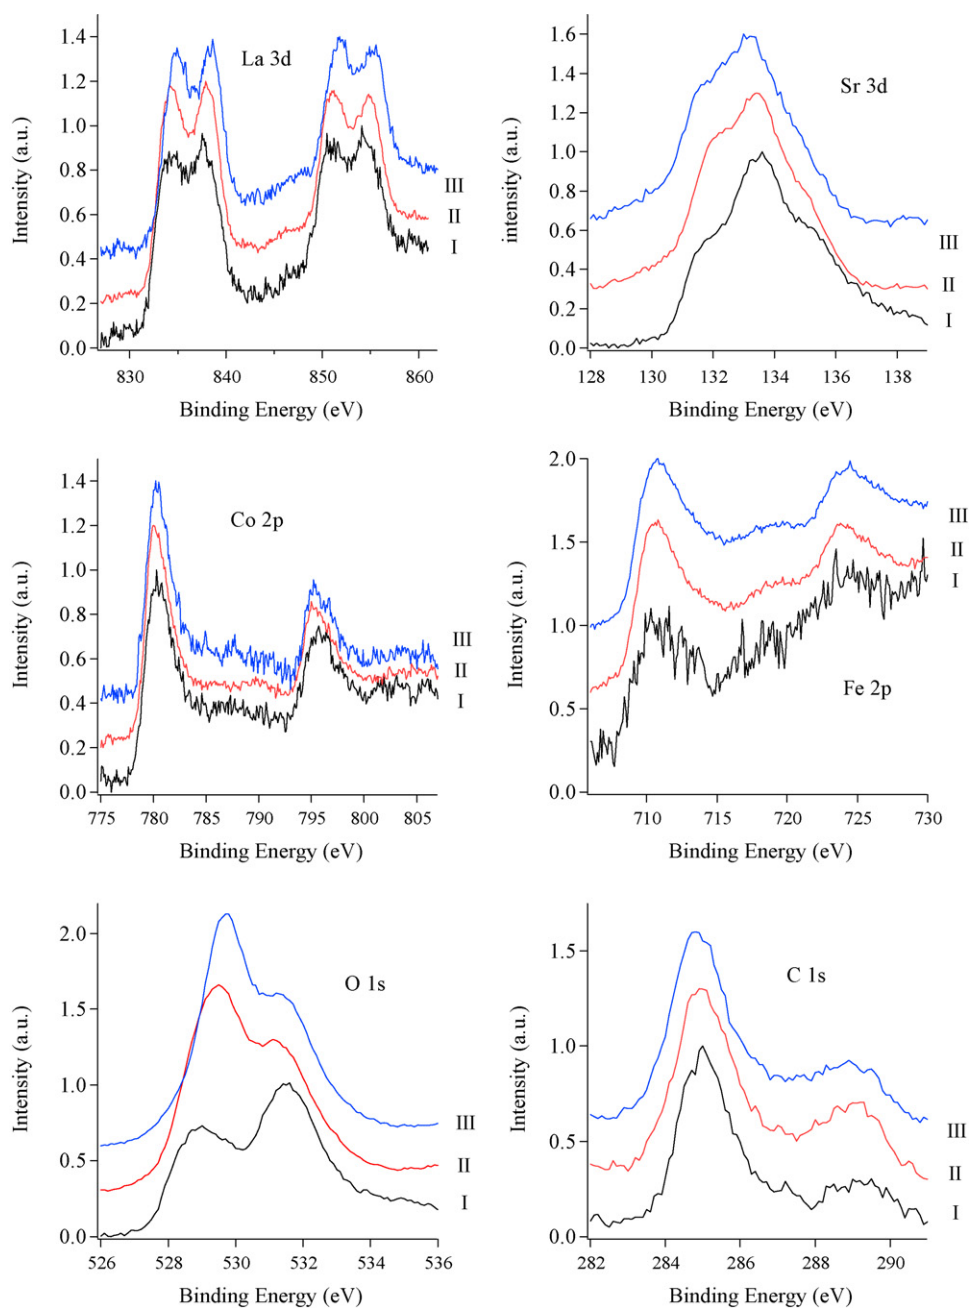 La 3d
Intensity (a.u.)
1.4
1.2
1.0
0.8
0.6
0.4
0.2
0.0
III
II
I
830
840
850
860
Binding Energy (eV)
Sr 3d
intensity (a.u.)
1.6
1.4
1.2
1.0
0.8
0.6
0.4
0.2
0.0
III
II
I
128
130
132
134
136
138
Binding Energy (eV)
Co 2p
Intensity (a.u.)
1.4
1.2
1.0
0.8
0.6
0.4
0.2
0.0
III
II
I
775
780
785
790
795
800
805
Binding Energy (eV)
Fe 2p
Intensity (a.u.)
2.0
1.5
1.0
0.5
0.0
III
II
I
710
715
720
725
730
Binding Energy (eV)
O 1s
Intensity (a.u.)
2.0
1.5
1.0
0.5
0.0
III
II
I
526
528
530
532
534
536
Binding Energy (eV)
C 1s
Intensity (a.u.)
1.5
1.0
0.5
0.0
III
II
I
282
284
286
288
290
Binding Energy (eV)